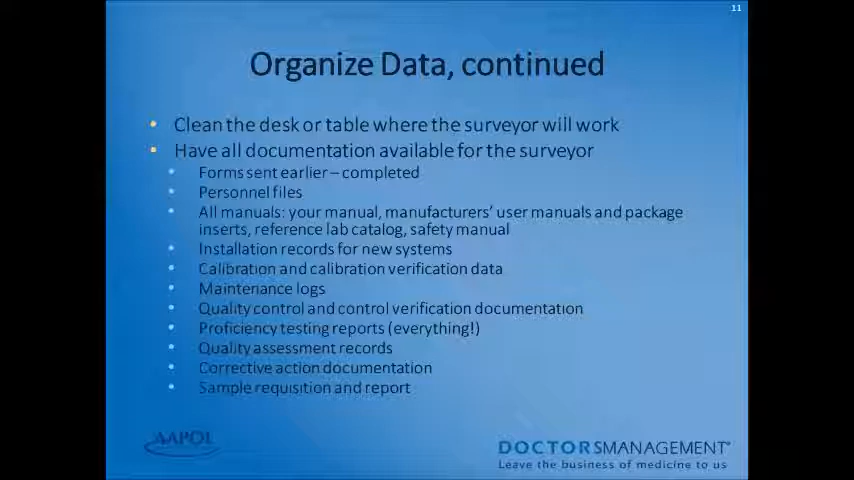 11
Organize Data, continued
• Clean the desk or table where the surveyor will work
• Have all documentation available for the surveyor
• Forms sent earlier – completed
• Personnel files
• All manuals: your manual, manufacturers' user manuals and package
inserts, reference lab catalog, safety manual
• Installation records for new systems
• Calibration and calibration verification data
• Maintenance logs
• Quality control and control verification documentation
• Proficiency testing reports (everything!)
• Quality assessment records
• Corrective action documentation
• Sample requisition and report
AAPOL
DOCTORSMANAGEMENT®
Leave the business of medicine to us